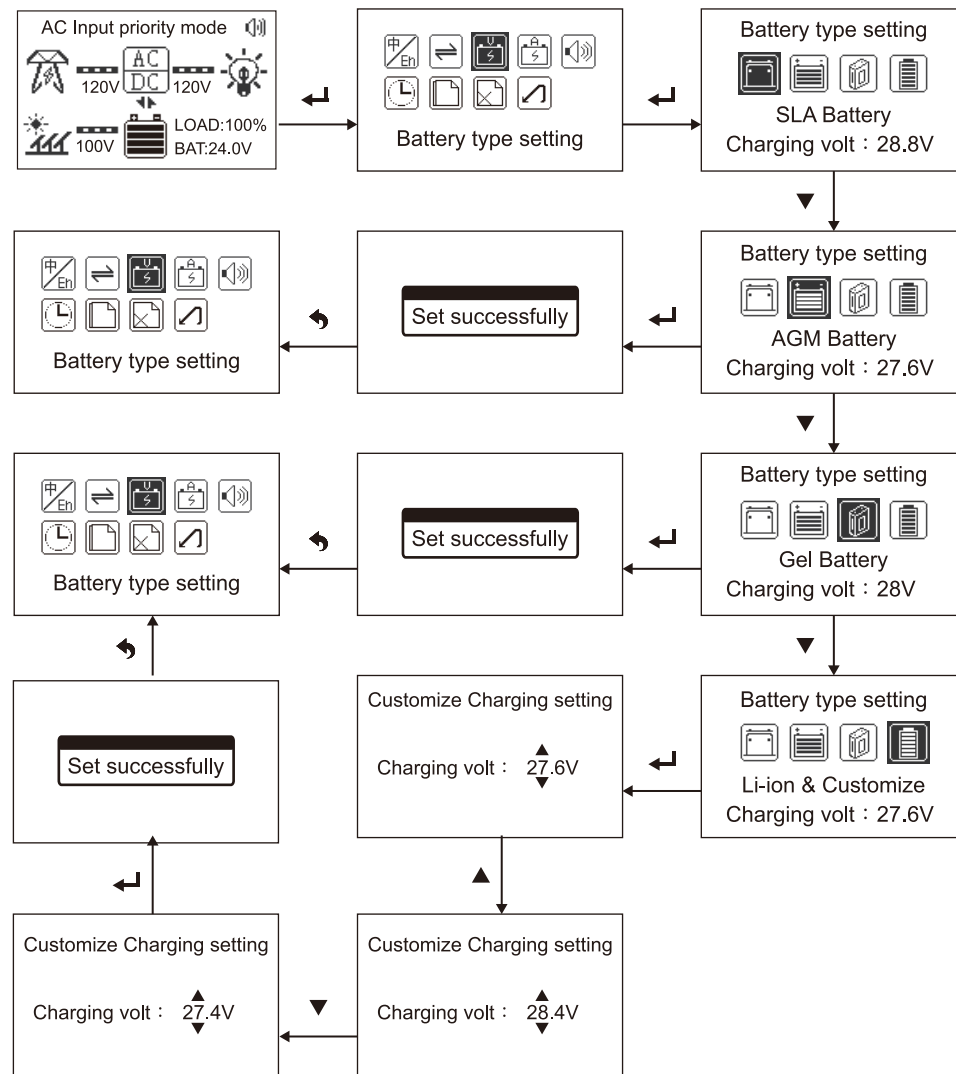 AC Input priority mode
AC
DC
120V
120V
100V
LOAD:100%
BAT:24.0V
中/En
V
A
Battery type setting
Battery type setting
SLA Battery
Charging volt：28.8V
中/En
V
A
Battery type setting
Set successfully
Battery type setting
AGM Battery
Charging volt：27.6V
中/En
V
A
Battery type setting
Set successfully
Battery type setting
Gel Battery
Charging volt：28V
Set successfully
Customize Charging setting
Charging volt： 27.6V
Battery type setting
Li-ion & Customize
Charging volt：27.6V
Customize Charging setting
Charging volt： 27.4V
Customize Charging setting
Charging volt： 28.4V